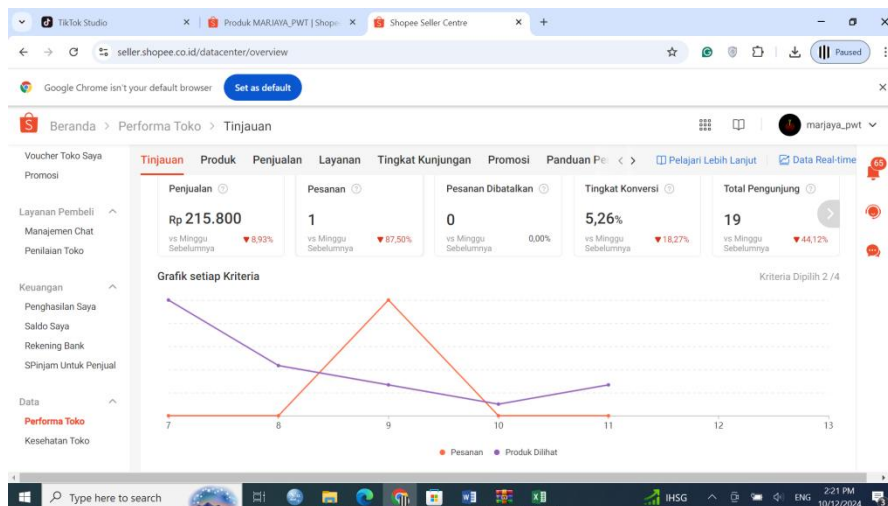 TikTok Studio
Produk MARJAYA_PWT | Shope
Shopee Seller Centre
seller.shopee.co.id/datacenter/overview
Paused
Google Chrome isn't your default browser
Set as default
Beranda > Performa Toko > Tinjauan
marjaya_pwt
Voucher Toko Saya
Promosi
Layanan Pembeli
Manajemen Chat
Penilaian Toko
Keuangan
Penghasilan Saya
Saldo Saya
Rekening Bank
SPinjam Untuk Penjual
Data
Performa Toko
Kesehatan Toko
Tinjauan Produk Penjualan Layanan Tingkat Kunjungan Promosi Panduan Pe
Pelajari Lebih Lanjut
Data Real-time
65
Penjualan
Rp 215.800
vs Minggu
Sebelumnya
▼8,93%
Pesanan
1
vs Minggu
Sebelumnya
▼87,50%
Pesanan Dibatalkan
0
vs Minggu
Sebelumnya
0,00%
Tingkat Konversi
5,26%
vs Minggu
Sebelumnya
▼18,27%
Total Pengunjung
19
vs Minggu
Sebelumnya
▼44,12%
Grafik setiap Kriteria
Kriteria Dipilih 2 /4
7 8 9 10 11 12 13
Pesanan Produk Dilihat
Type here to search
IHSG
ENG
2:21 PM
10/12/2024